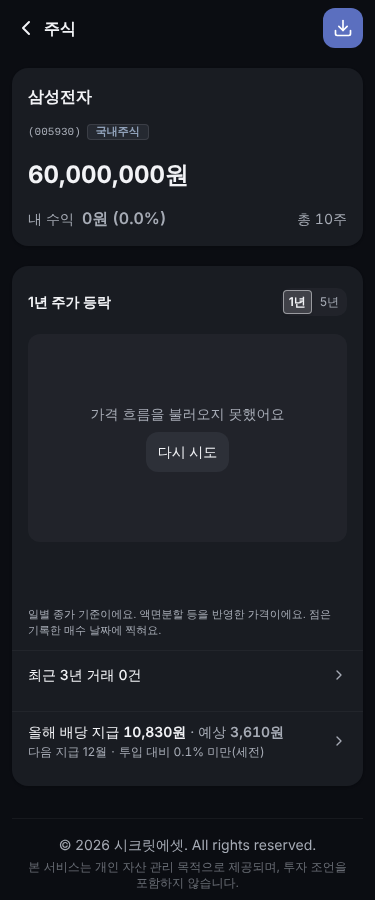 주식
삼성전자
(005930) 국내주식
60,000,000원
내 수익 0원 (0.0%) 총 10주
1년 주가 등락 1년 5년
가격 흐름을 불러오지 못했어요
다시 시도
일별 종가 기준이에요. 액면분할 등을 반영한 가격이에요. 점은
기록한 매수 날짜에 찍혀요.
최근 3년 거래 0건
올해 배당 지급 10,830원 · 예상 3,610원
다음 지급 12월 · 투입 대비 0.1% 미만(세전)
© 2026 시크릿에셋. All rights reserved.
본 서비스는 개인 자산 관리 목적으로 제공되며, 투자 조언을
포함하지 않습니다.